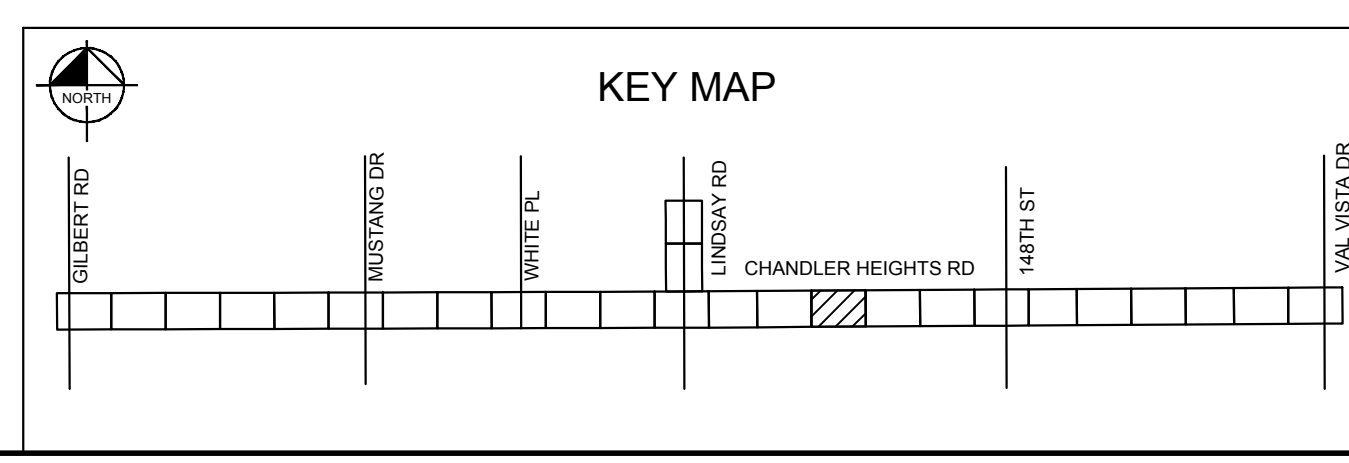 NORTH
KEY MAP
GILBERT RD
MUSTANG DR
WHITE PL
LINDSAY RD
CHANDLER HEIGHTS RD
148TH ST
VAL VISTA DR